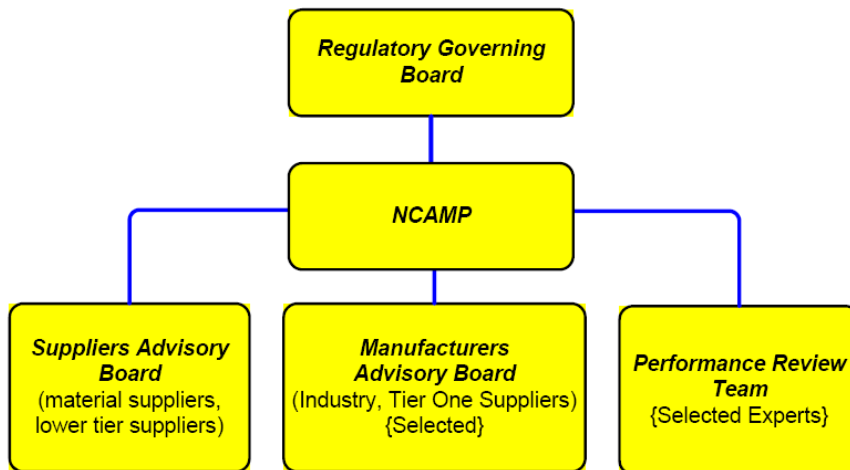 Regulatory Governing
Board
NCAMP
Suppliers Advisory
Board
(material suppliers,
lower tier suppliers)
Manufacturers
Advisory Board
(Industry, Tier One Suppliers)
{Selected}
Performance Review
Team
{Selected Experts}